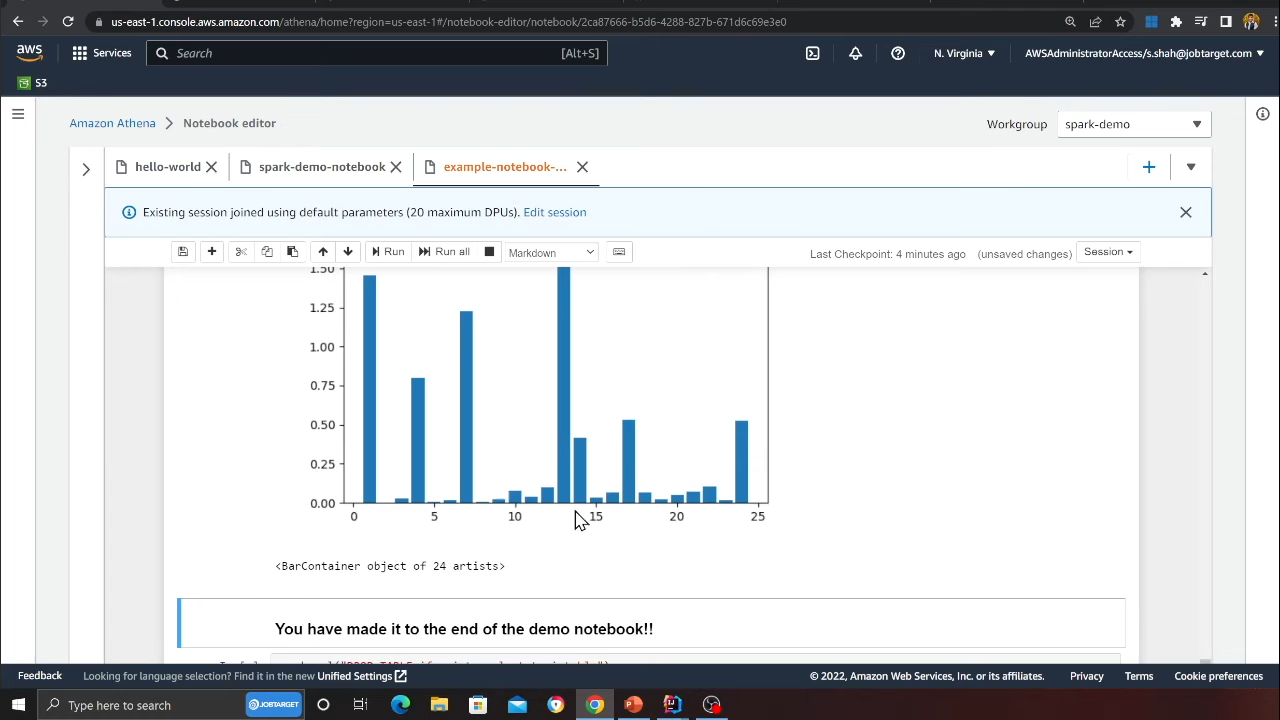 us-east-1.console.aws.amazon.com/athena/home?region=us-east-1#/notebook-editor/notebook/2ca87666-b5d6-4288-827b-671d6c69e3e0
aws Services Search [Alt+S] N. Virginia AWSAdministratorAccess/s.shah@jobtarget.com
S3
Amazon Athena Notebook editor Workgroup spark-demo
hello-world spark-demo-notebook example-notebook-...
Existing session joined using default parameters (20 maximum DPUs). Edit session
Run Run all Markdown Last Checkpoint: 4 minutes ago (unsaved changes) Session
1.50
1.25
1.00
0.75
0.50
0.25
0.00
0 5 10 15 20 25
<BarContainer object of 24 artists>
You have made it to the end of the demo notebook!!
Feedback Looking for language selection? Find it in the new Unified Settings © 2022, Amazon Web Services, Inc. or its affiliates. Privacy Terms Cookie preferences
Type here to search JOBTARGET